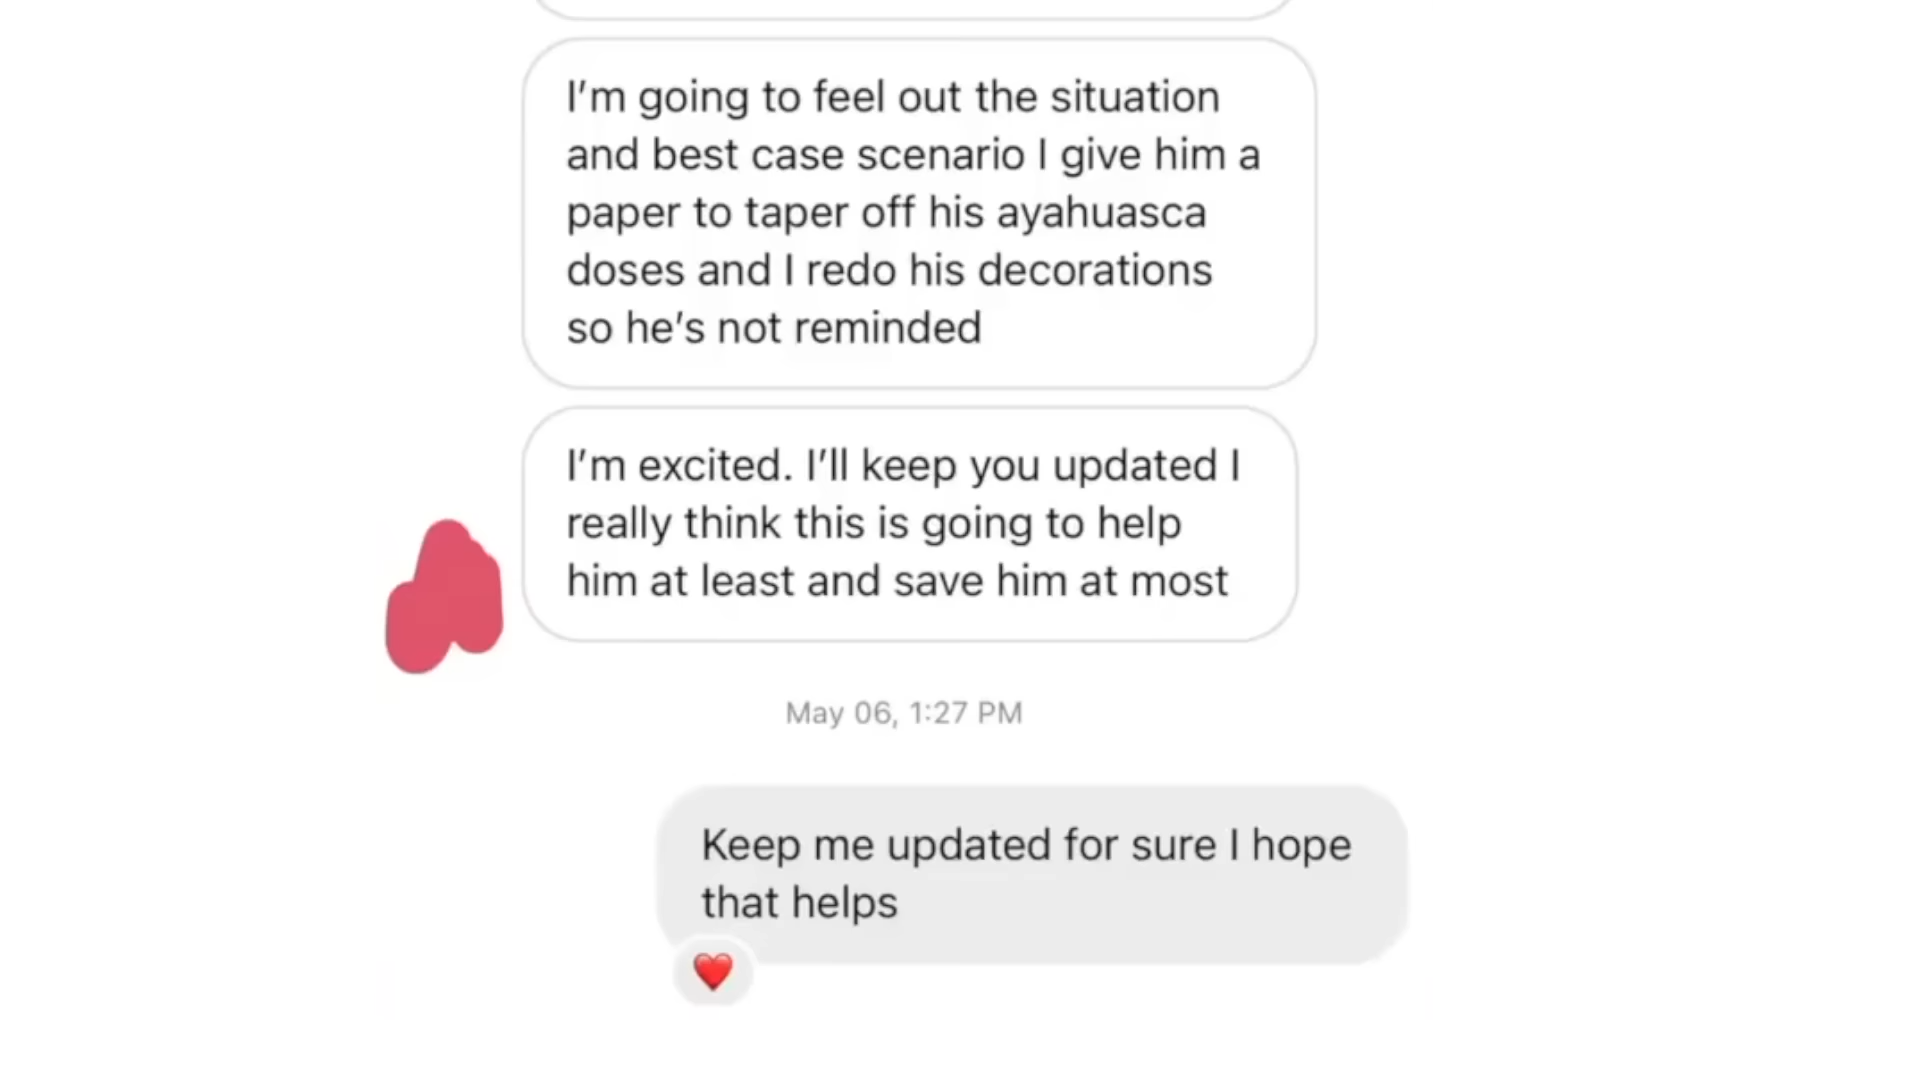 I'm going to feel out the situation
and best case scenario I give him a
paper to taper off his ayahuasca
doses and I redo his decorations
so he's not reminded
I'm excited. I'll keep you updated I
really think this is going to help
him at least and save him at most
May 06, 1:27 PM
Keep me updated for sure I hope
that helps